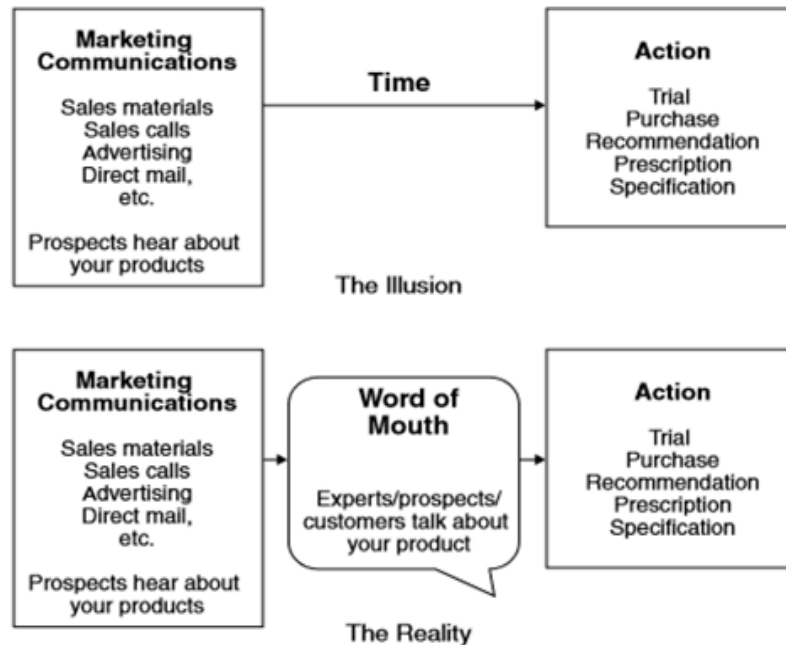 Marketing
Communications
Sales materials
Sales calls
Advertising
Direct mail,
etc.
Prospects hear about
your products
Time
Action
Trial
Purchase
Recommendation
Prescription
Specification
The Illusion
Marketing
Communications
Sales materials
Sales calls
Advertising
Direct mail,
etc.
Prospects hear about
your products
Word of
Mouth
Experts/prospects/
customers talk about
your product
Action
Trial
Purchase
Recommendation
Prescription
Specification
The Reality